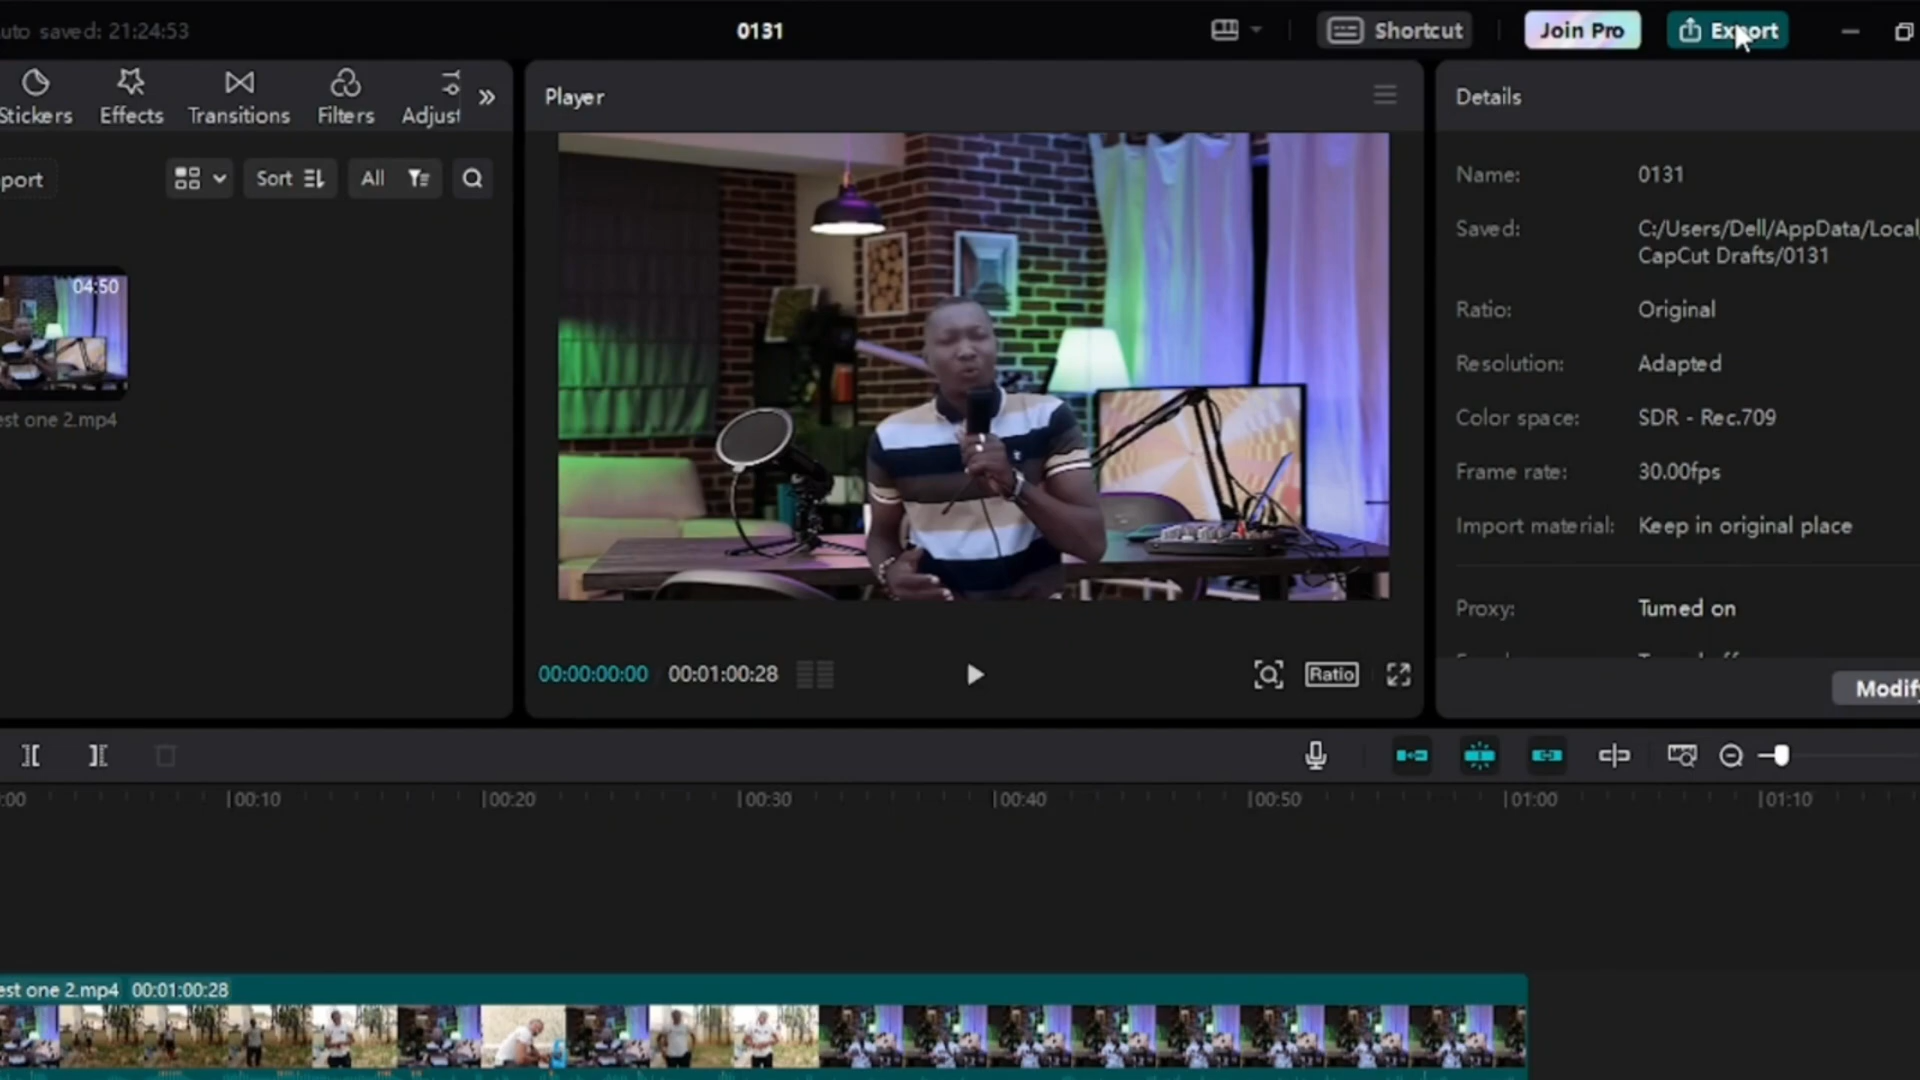 uto saved: 21:24:53
0131
Shortcut
Join Pro
Export
Stickers
Effects
Transitions
Filters
Adjust
Player
Details
port
Sort
All
Name:
0131
Saved:
C:/Users/Dell/AppData/Local
CapCut Drafts/0131
Ratio:
Original
Resolution:
Adapted
Color space:
SDR - Rec.709
Frame rate:
30.00fps
Import material:
Keep in original place
Proxy:
Turned on
04:50
est one 2.mp4
00:00:00:00
00:01:00:28
Ratio
Modify
:00
00:10
00:20
00:30
00:40
00:50
01:00
01:10
est one 2.mp4
00:01:00:28